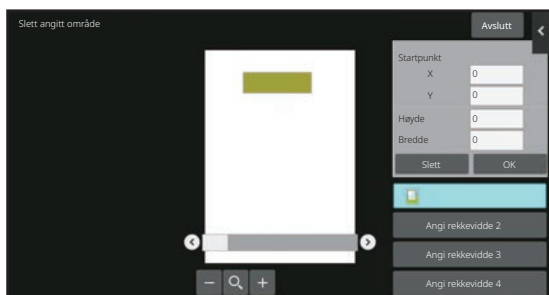 Slett angitt område
Avslutt
Startpunkt
X 0
Y 0
Høyde 0
Bredde 0
Slett OK
Angi rekkevidde 2
Angi rekkevidde 3
Angi rekkevidde 4